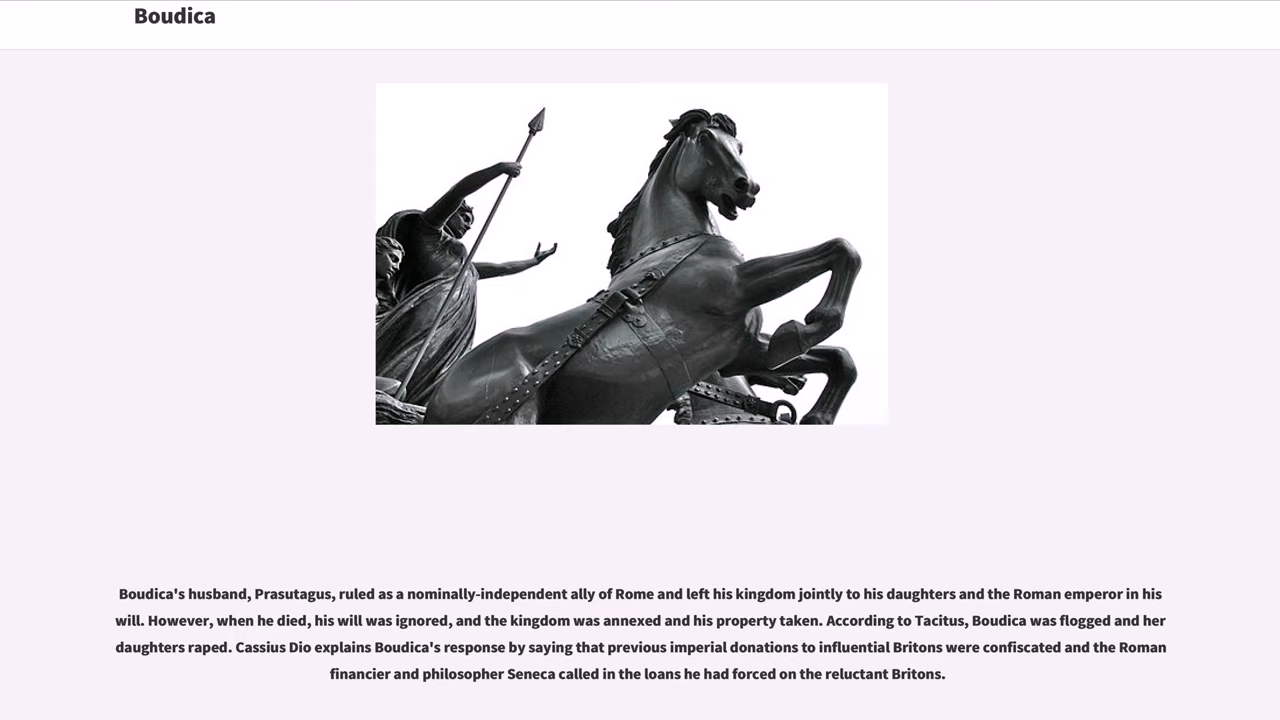 Boudica
Boudica's husband, Prasutagus, ruled as a nominally-independent ally of Rome and left his kingdom jointly to his daughters and the Roman emperor in his
will. However, when he died, his will was ignored, and the kingdom was annexed and his property taken. According to Tacitus, Boudica was flogged and her
daughters raped. Cassius Dio explains Boudica's response by saying that previous imperial donations to influential Britons were confiscated and the Roman
financier and philosopher Seneca called in the loans he had forced on the reluctant Britons.